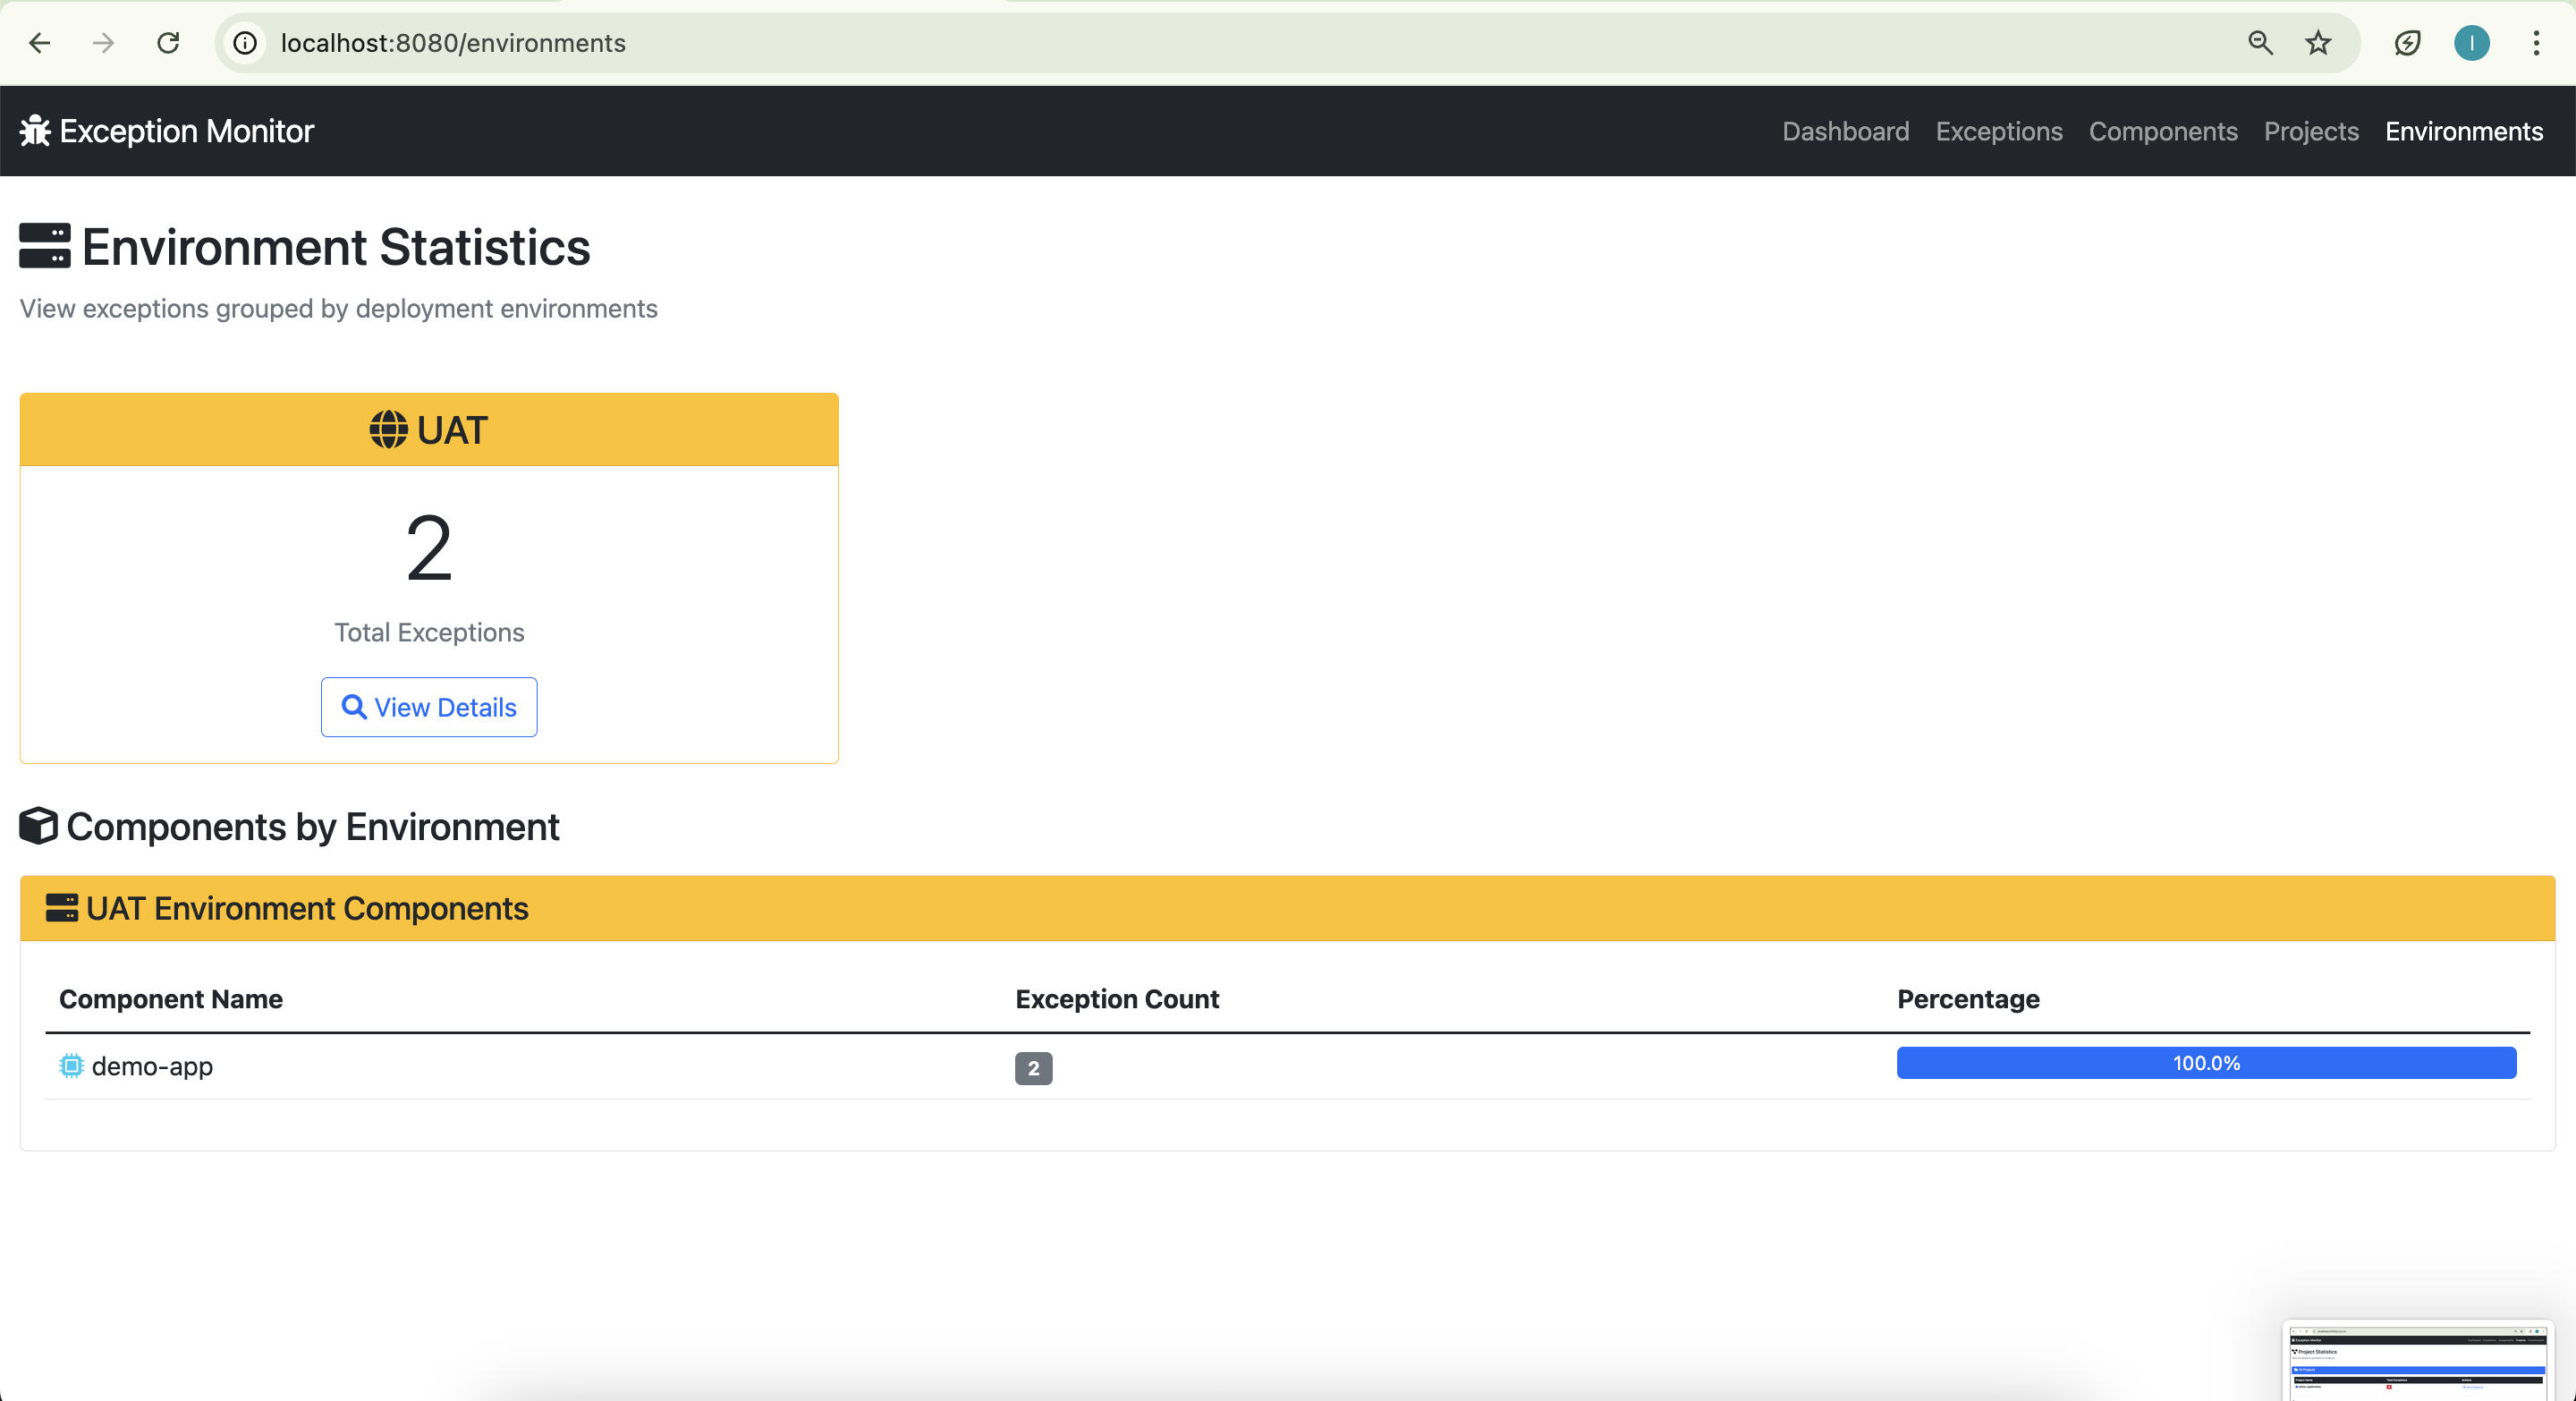 localhost:8080/environments
Exception Monitor
Dashboard Exceptions Components Projects Environments
Environment Statistics
View exceptions grouped by deployment environments
UAT
2
Total Exceptions
View Details
Components by Environment
UAT Environment Components
Component Name Exception Count Percentage
demo-app 2 100.0%
Project Statistics